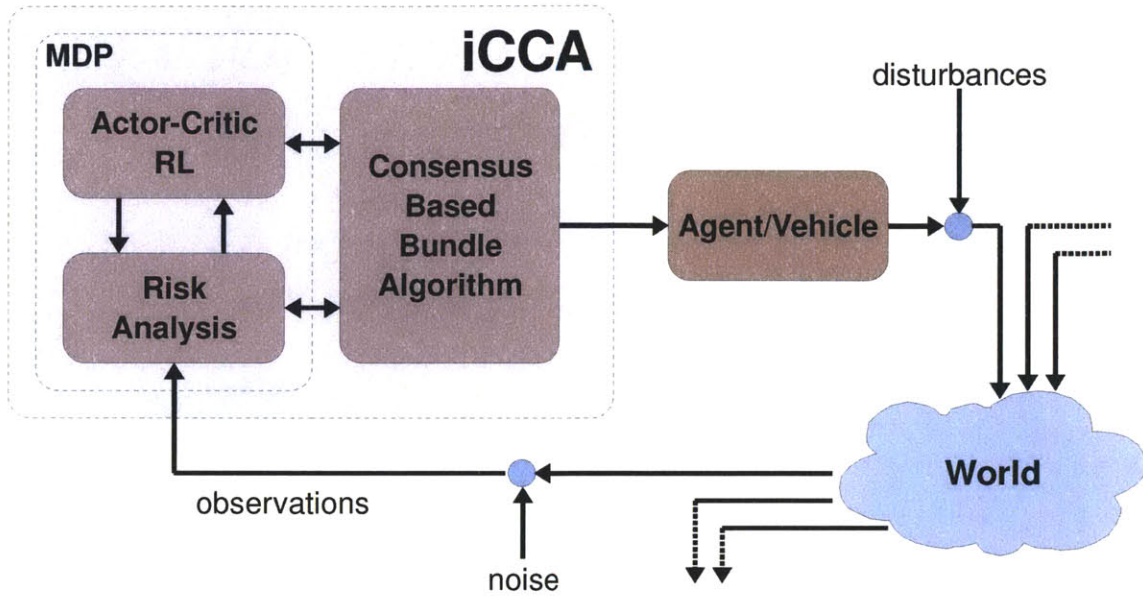 iCCA
MDP
Actor-Critic
RL
Risk
Analysis
Consensus
Based
Bundle
Algorithm
Agent/Vehicle
disturbances
World
observations
noise